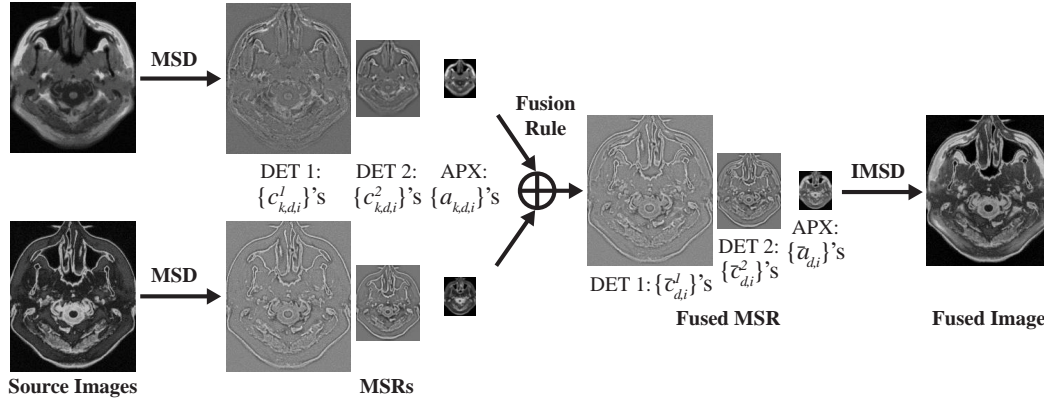 MSD
Fusion
Rule
DET 1: DET 2: APX:
{c^1_{k,d,i}}'s {c^2_{k,d,i}}'s {a_{k,d,i}}'s
IMSD
APX:
{a̅_{d,i}}'s
DET 2:
{c̅^2_{d,i}}'s
DET 1:{c̅^1_{d,i}}'s
MSD
Fused MSR
Fused Image
Source Images
MSRs